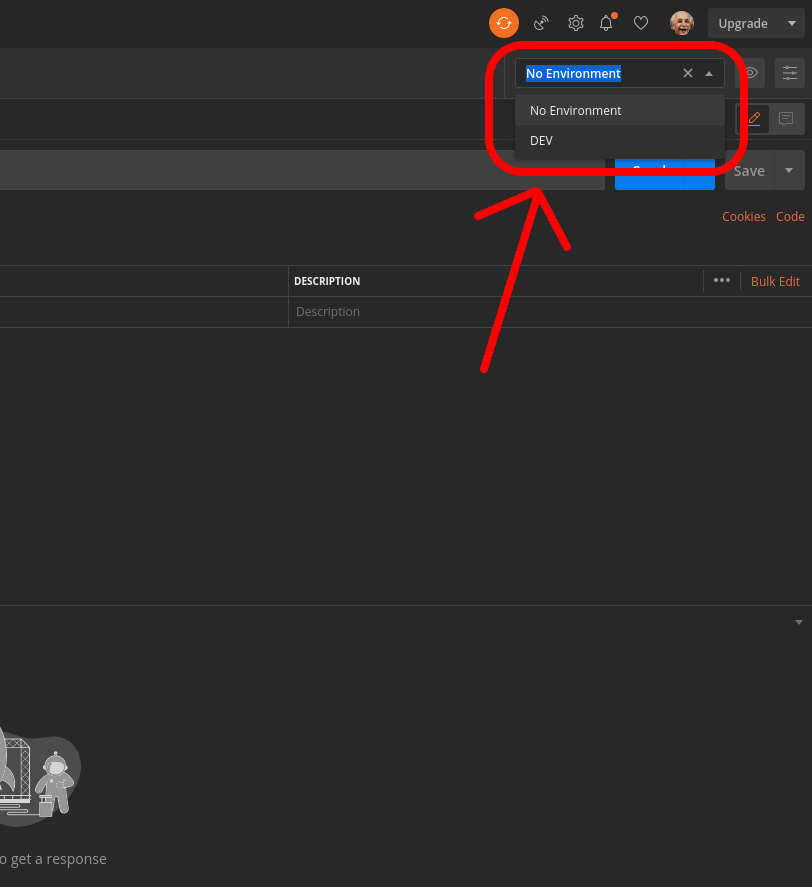 Upgrade
No Environment
No Environment
DEV
Save
Cookies Code
DESCRIPTION
Bulk Edit
Description
o get a response